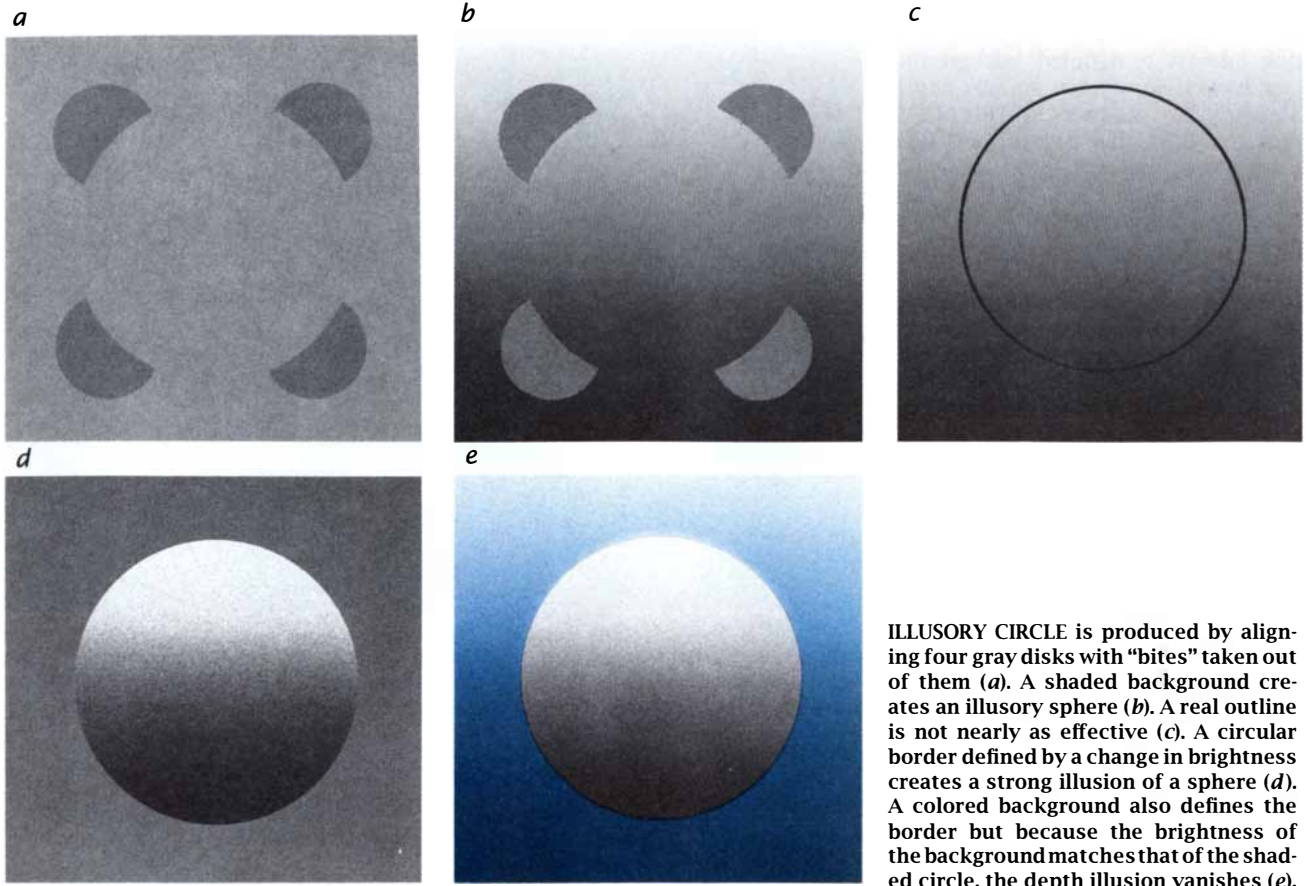 a
b
c
d
e
ILLUSORY CIRCLE is produced by align-
ing four gray disks with “bites” taken out
of them (a). A shaded background cre-
ates an illusory sphere (b). A real outline
is not nearly as effective (c). A circular
border defined by a change in brightness
creates a strong illusion of a sphere (d).
A colored background also defines the
border but because the brightness of
the background matches that of the shad-
ed circle, the depth illusion vanishes (e).